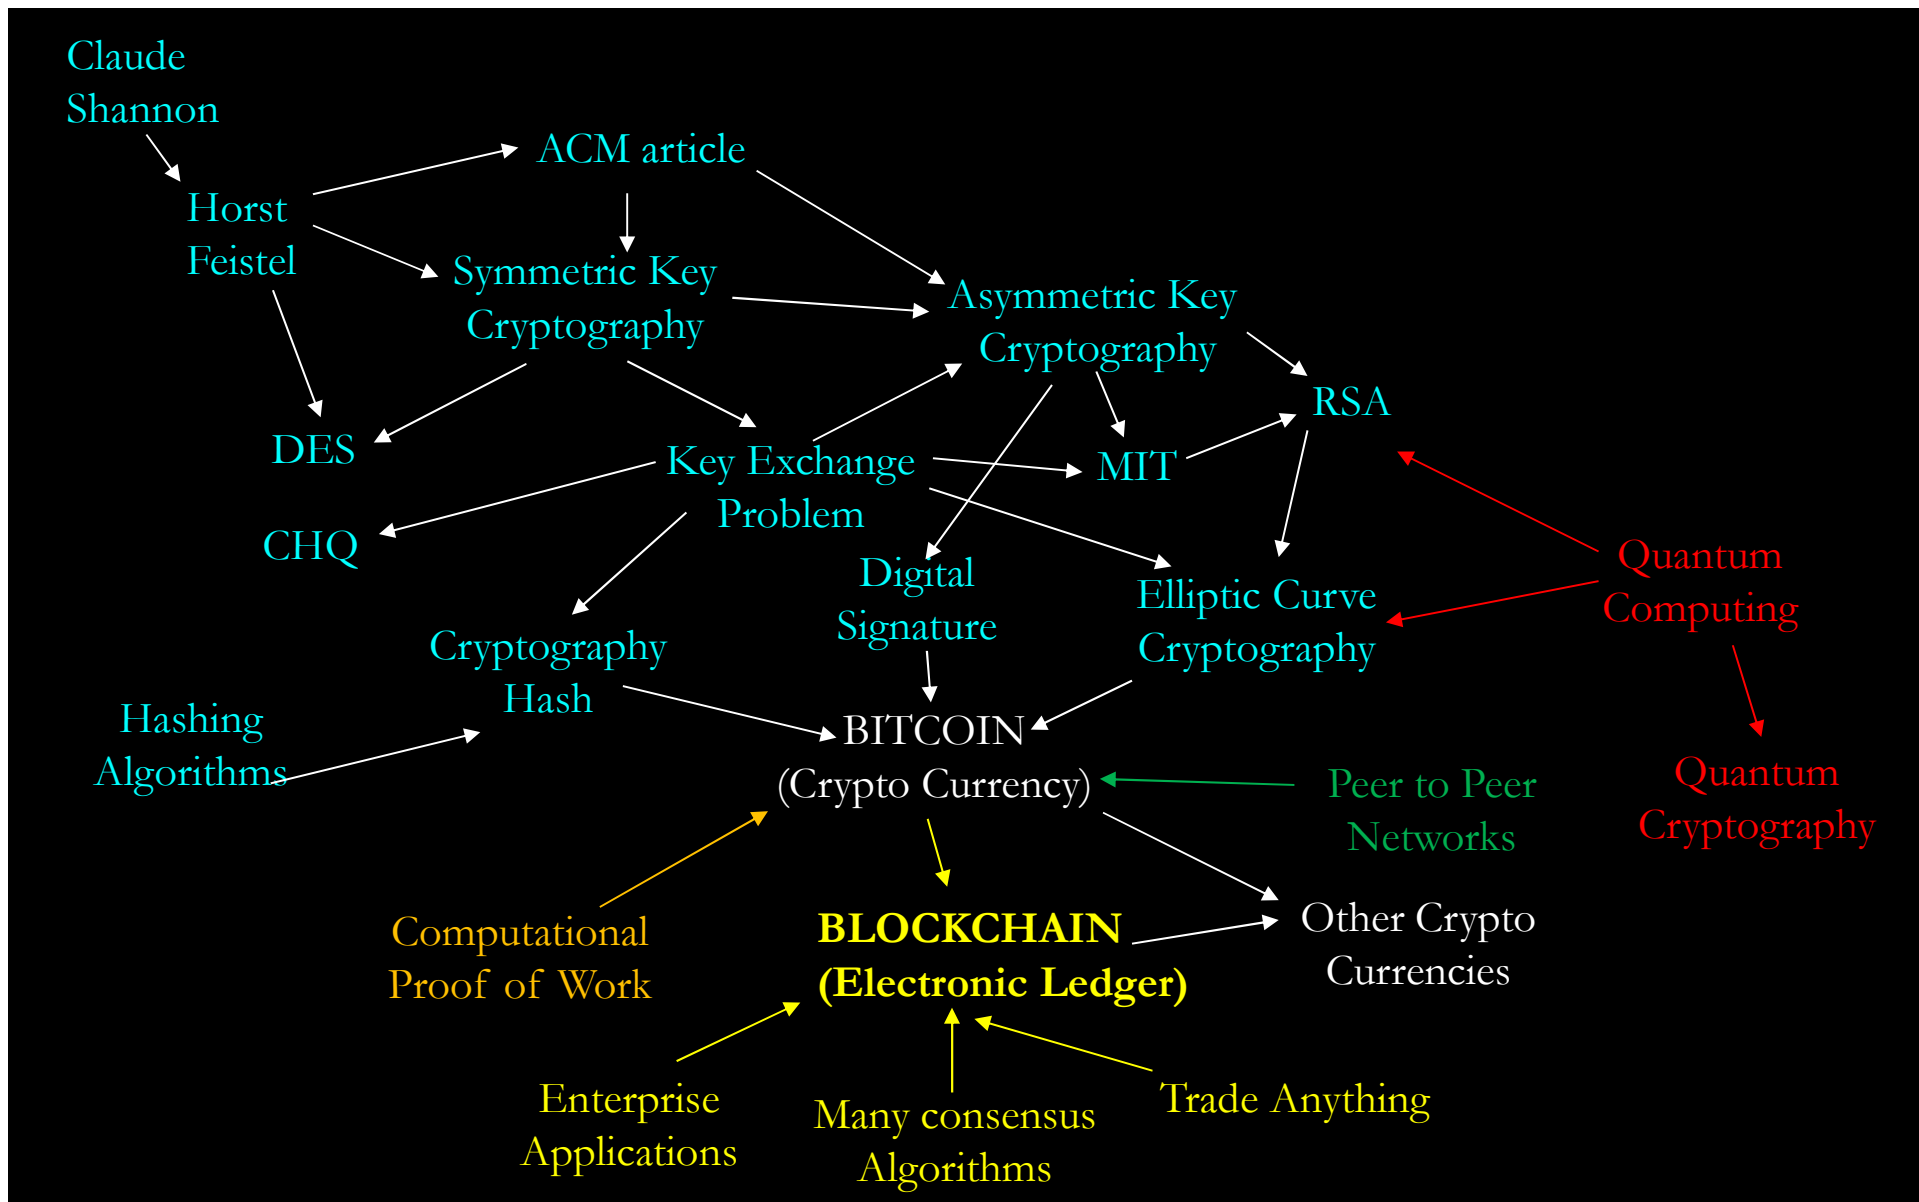 Claude
Shannon
ACM article
Horst
Feistel
Symmetric Key
Cryptography
Asymmetric Key
Cryptography
RSA
DES
Key Exchange
Problem
MIT
CHQ
Digital
Signature
Elliptic Curve
Cryptography
Quantum
Computing
Cryptography
Hash
Hashing
Algorithms
BITCOIN
(Crypto Currency)
Peer to Peer
Networks
Quantum
Cryptography
Computational
Proof of Work
BLOCKCHAIN
(Electronic Ledger)
Other Crypto
Currencies
Enterprise
Applications
Many consensus
Algorithms
Trade Anything